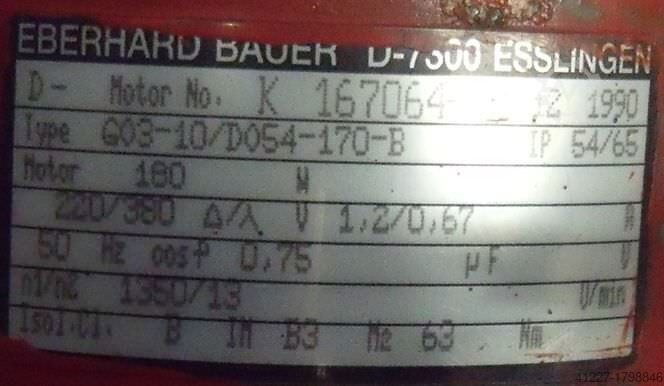 EBERHARD BAUER D-7300 ESSLINGEN
D- Motor No. K 167064- 1990
Type G03-10/D054-170-B IP 54/65
Motor 180 W
220/380 Δ/⅄ V 1,2/0,67 A
50 Hz cosφ 0,75 µF V
n1/n2 1350/13 U/min
Isol.Cl. B IM B3 M2 63 Nm
41227-1798846